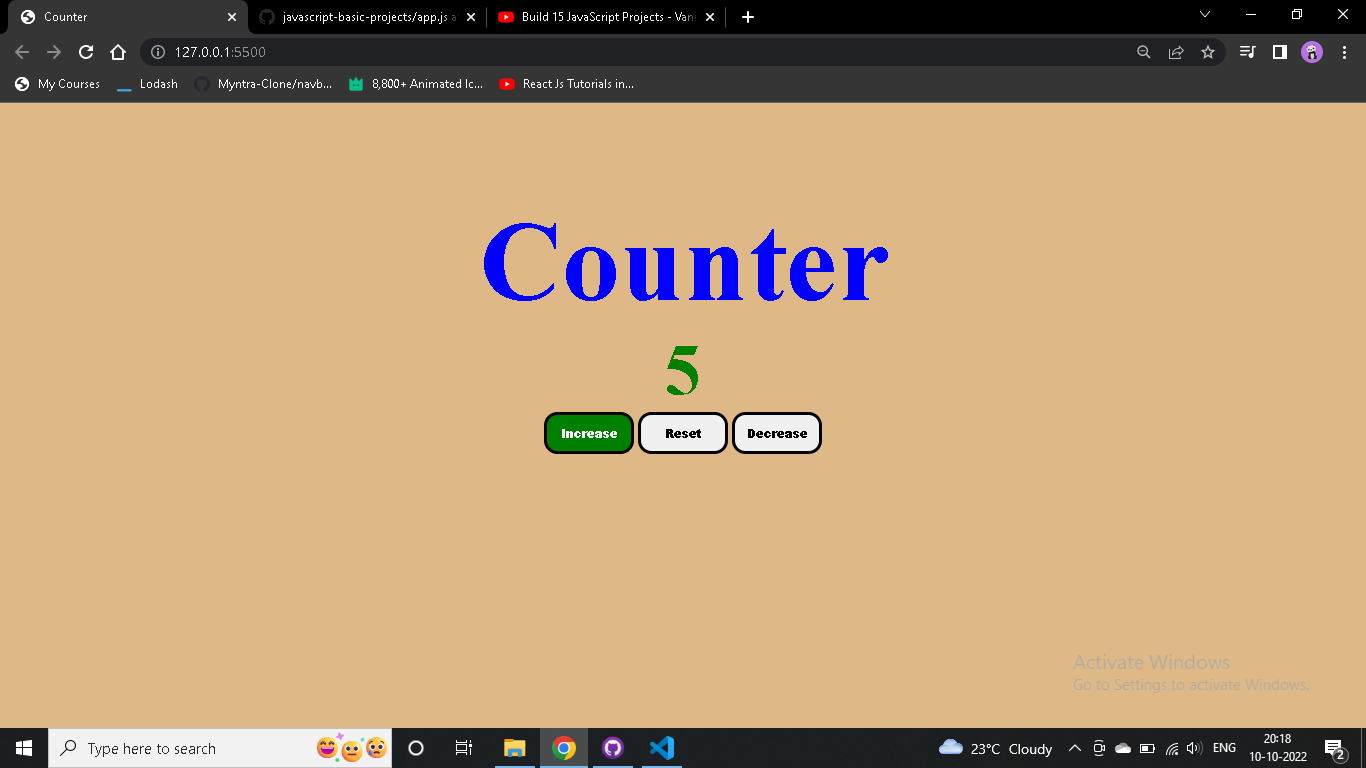 Counter
javascript-basic-projects/app.js a
Build 15 JavaScript Projects - Vani
127.0.0.1:5500
My Courses
Lodash
Myntra-Clone/navb...
8,800+ Animated Ic...
React Js Tutorials in...
Counter
5
Increase
Reset
Decrease
Activate Windows
Go to Settings to activate Windows.
Type here to search
23°C Cloudy
ENG
20:18
10-10-2022
2